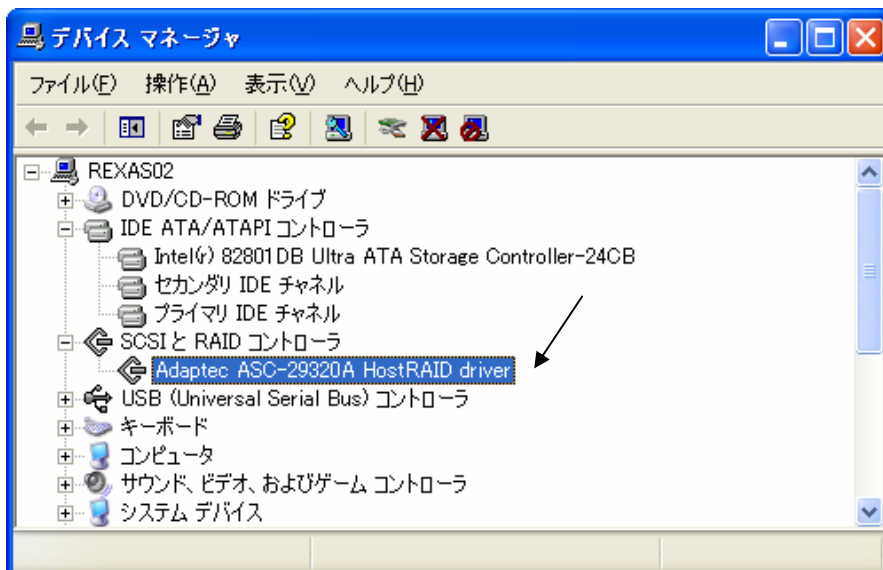 デバイス マネージャ
ファイル(F) 操作(A) 表示(V) ヘルプ(H)
REXAS02
DVD/CD-ROM ドライブ
IDE ATA/ATAPI コントローラ
Intel(r) 82801DB Ultra ATA Storage Controller-24CB
セカンダリ IDE チャネル
プライマリ IDE チャネル
SCSI と RAID コントローラ
Adaptec ASC-29320A HostRAID driver
USB (Universal Serial Bus) コントローラ
キーボード
コンピュータ
サウンド、ビデオ、およびゲーム コントローラ
システム デバイス